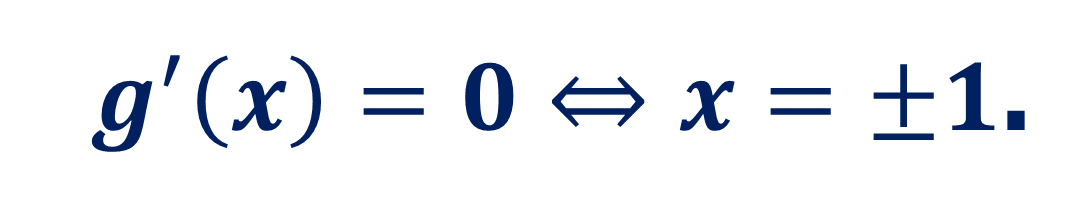 g′(x) = 0 ⇔ x = ±1.